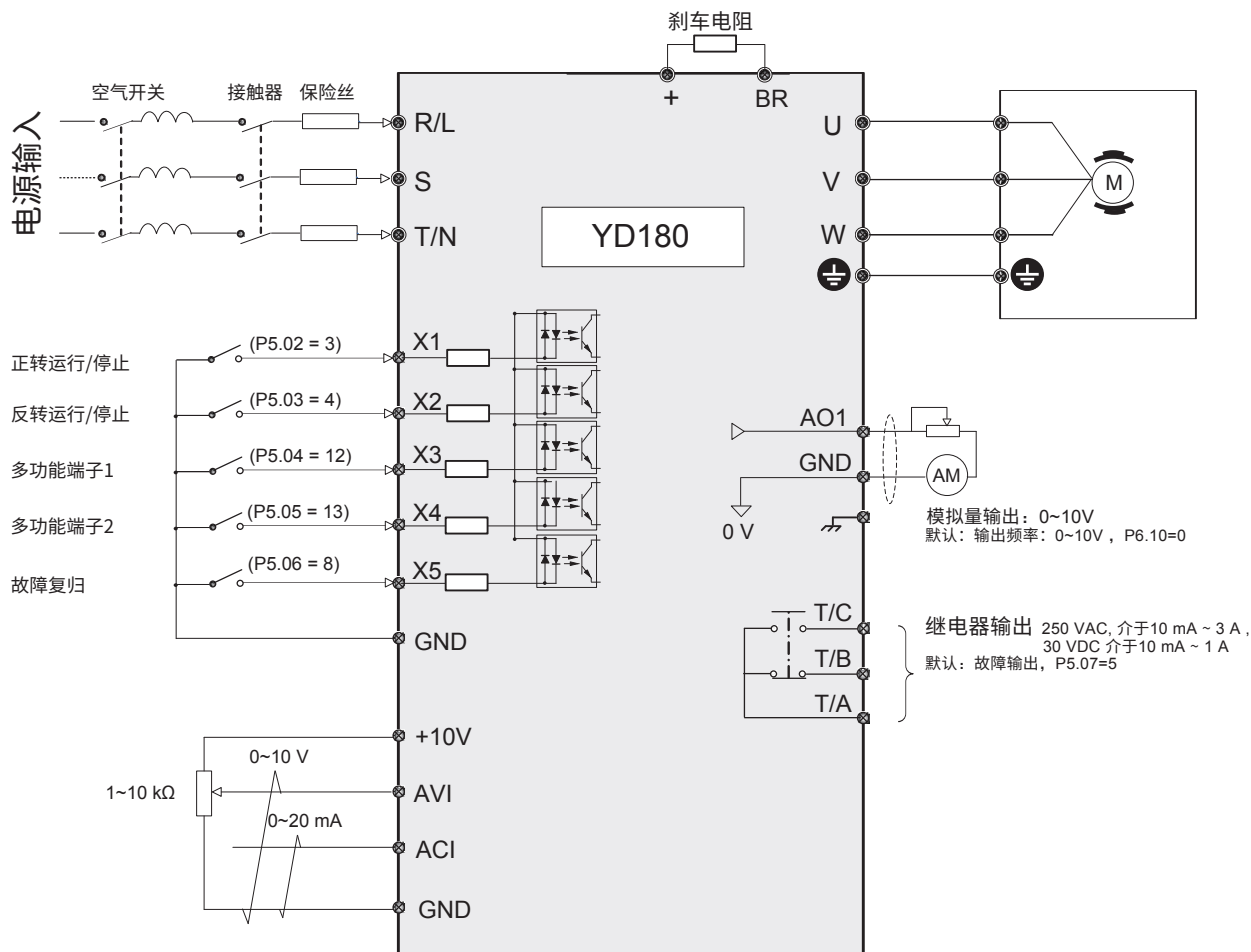 刹车电阻
+
BR
空气开关
接触器
保险丝
电源输入
R/L
S
T/N
YD180
U
V
W
M
正转运行/停止
(P5.02 = 3)
X1
反转运行/停止
(P5.03 = 4)
X2
多功能端子1
(P5.04 = 12)
X3
多功能端子2
(P5.05 = 13)
X4
故障复归
(P5.06 = 8)
X5
GND
AO1
GND
AM
0 V
模拟量输出：0~10V
默认：输出频率：0~10V ，P6.10=0
T/C
T/B
T/A
继电器输出 250 VAC, 介于10 mA ~ 3 A ,
30 VDC 介于10 mA ~ 1 A
默认：故障输出，P5.07=5
+10V
0~10 V
1~10 kΩ
AVI
0~20 mA
ACI
GND